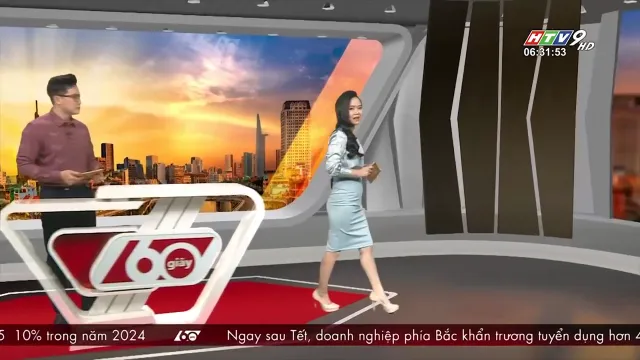 HTV9 HD
06:31:53
60 giây
5 10% trong năm 2024 60 Ngay sau Tết, doanh nghiệp phía Bắc khẩn trương tuyển dụng hơn 4